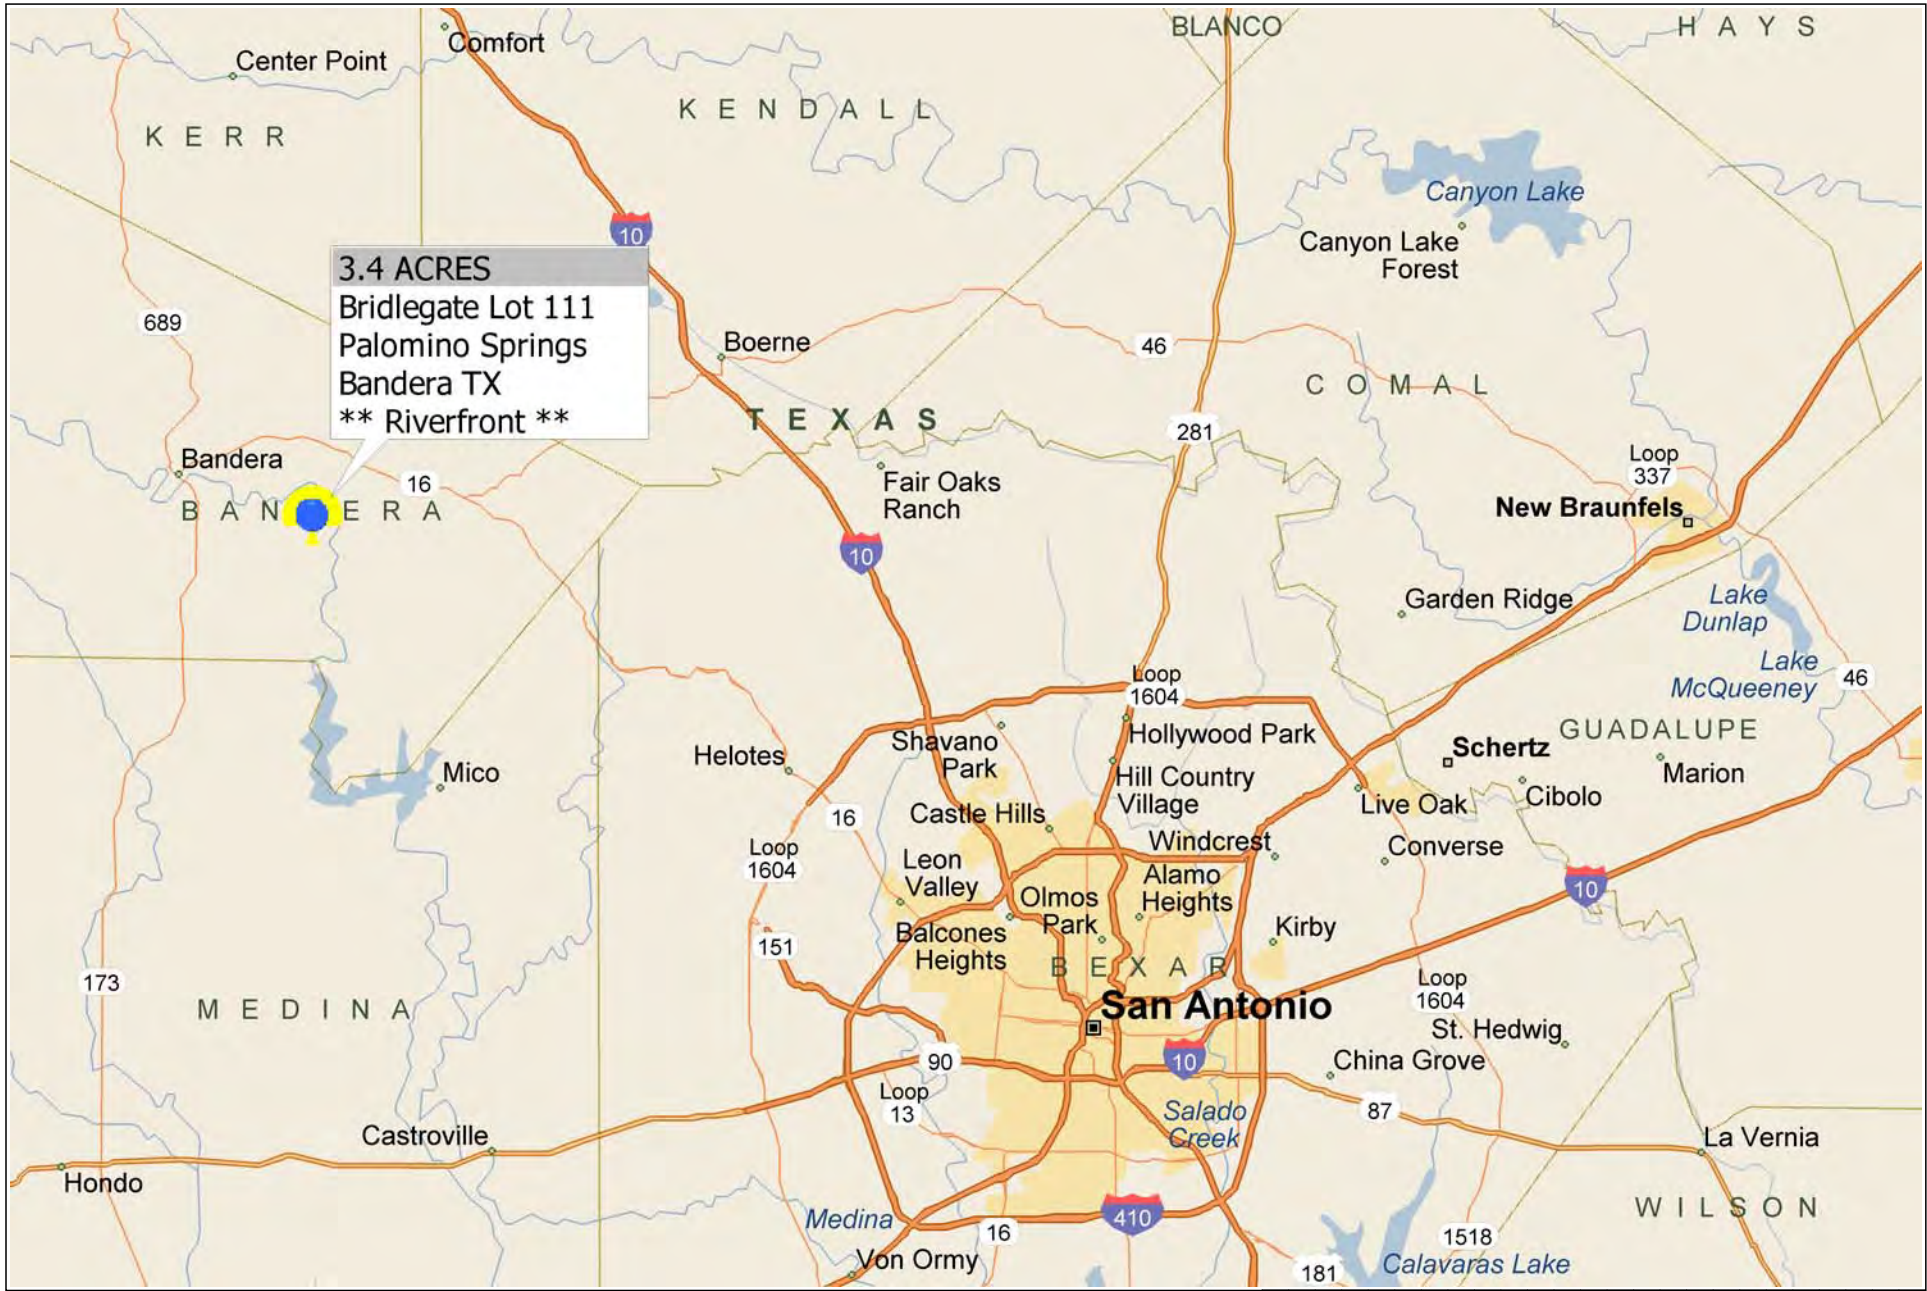 BLANCO
H A Y S
Comfort
Center Point
K E N D A L L
K E R R
Canyon Lake
10
Canyon Lake
Forest
3.4 ACRES
Bridlegate Lot 111
Palomino Springs
Bandera TX
** Riverfront **
689
Boerne
46
C O M A L
T E X A S
281
Bandera
16
Fair Oaks
Ranch
Loop
337
New Braunfels
B A N E R A
10
Garden Ridge
Lake
Dunlap
Lake
McQueeney
46
Loop
1604
Hollywood Park
Shavano
Park
Helotes
Schertz
GUADALUPE
Mico
Hill Country
Village
Marion
Live Oak
Cibolo
Castle Hills
16
Windcrest
Converse
Loop
1604
Leon
Valley
Alamo
Heights
10
Olmos
Park
Kirby
151
Balcones
Heights
B E X A R
173
Loop
1604
M E D I N A
San Antonio
St. Hedwig
90
10
China Grove
Loop
13
87
Salado
Creek
Castroville
La Vernia
Hondo
W I L S O N
Medina
410
16
1518
Von Ormy
181
Calavaras Lake